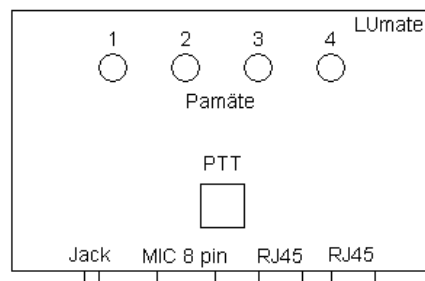 LUmate
1 2 3 4
Pamäte
PTT
Jack MIC 8 pin RJ45 RJ45